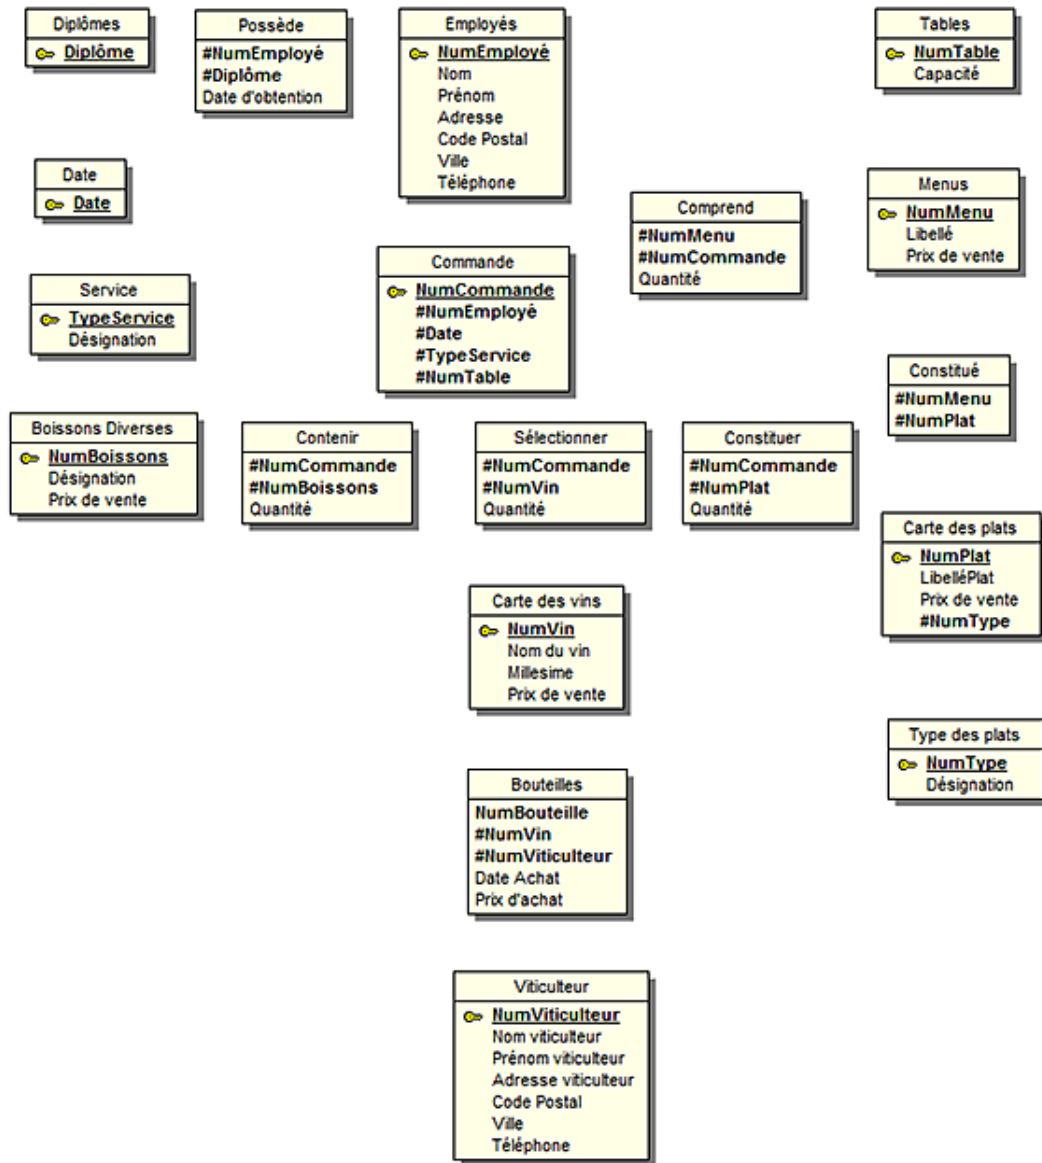 Diplômes
Diplôme
Possède
#NumEmployé
#Diplôme
Date d'obtention
Employés
NumEmployé
Nom
Prénom
Adresse
Code Postal
Ville
Téléphone
Tables
NumTable
Capacité
Date
Date
Comprend
#NumMenu
#NumCommande
Quantité
Menus
NumMenu
Libellé
Prix de vente
Service
TypeService
Désignation
Commande
NumCommande
#NumEmployé
#Date
#TypeService
#NumTable
Constitué
#NumMenu
#NumPlat
Boissons Diverses
NumBoissons
Désignation
Prix de vente
Contenir
#NumCommande
#NumBoissons
Quantité
Sélectionner
#NumCommande
#NumVin
Quantité
Constituer
#NumCommande
#NumPlat
Quantité
Carte des plats
NumPlat
LibelléPlat
Prix de vente
#NumType
Carte des vins
NumVin
Nom du vin
Millesime
Prix de vente
Type des plats
NumType
Désignation
Bouteilles
NumBouteille
#NumVin
#NumViticulteur
Date Achat
Prix d'achat
Viticulteur
NumViticulteur
Nom viticulteur
Prénom viticulteur
Adresse viticulteur
Code Postal
Ville
Téléphone